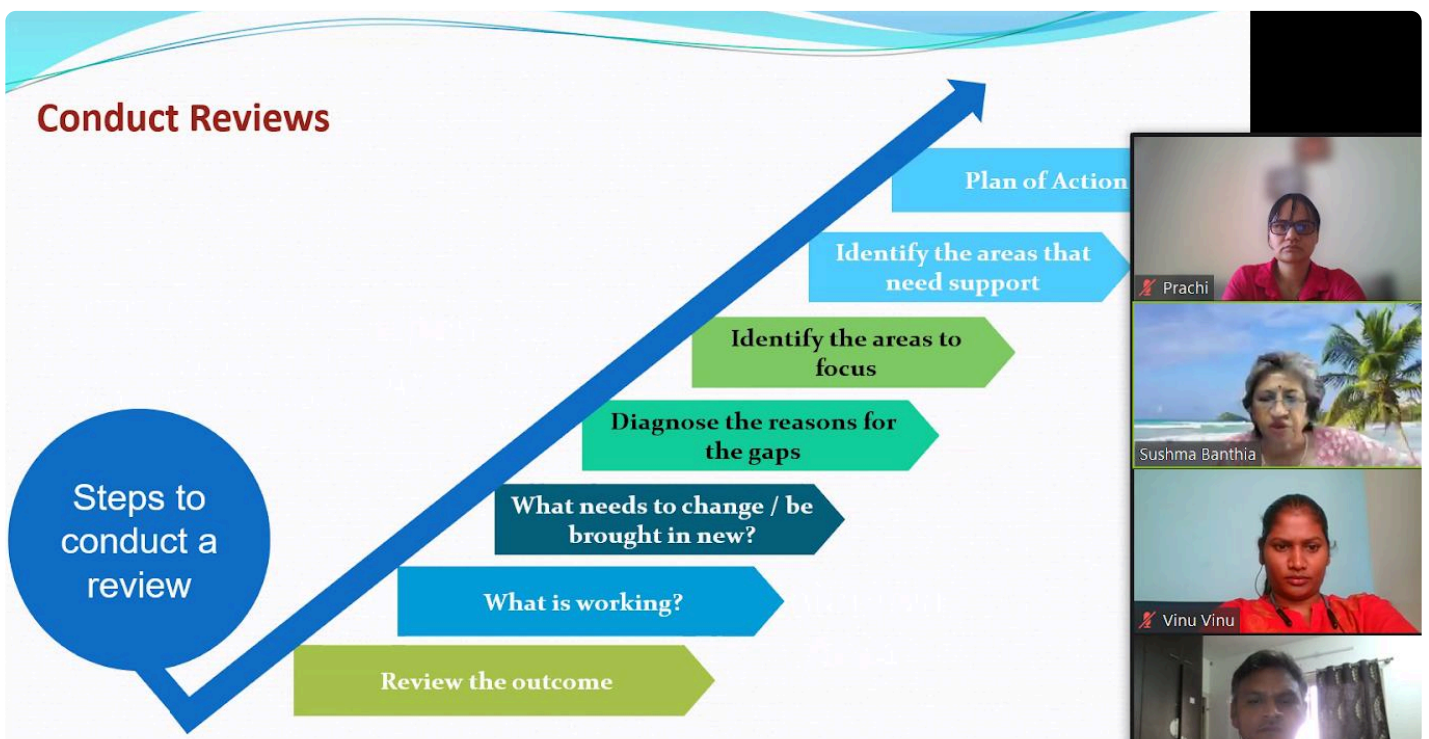 Conduct Reviews
Plan of Action
Identify the areas that
need support
Identify the areas to
focus
Diagnose the reasons for
the gaps
What needs to change / be
brought in new?
What is working?
Review the outcome
Steps to
conduct a
review
Prachi
Sushma Banthia
Vinu Vinu